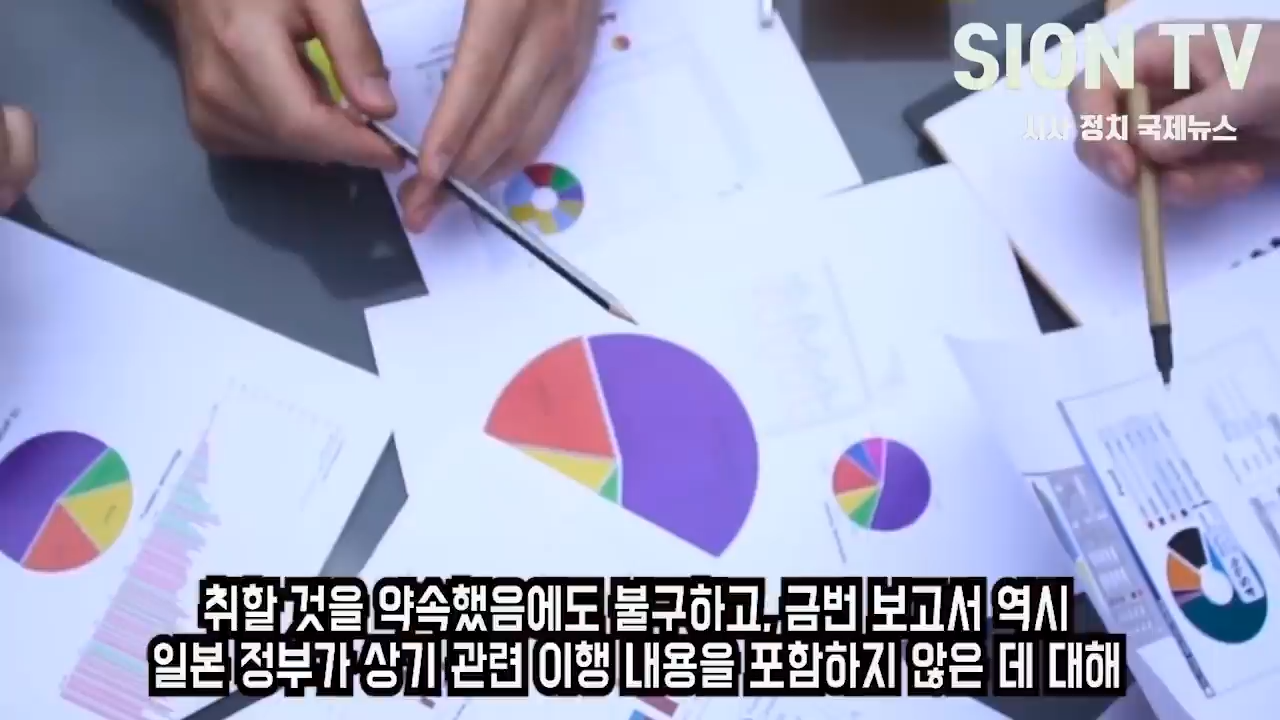 SION TV
시사 정치 국제뉴스
취할 것을 약속했음에도 불구하고, 금번 보고서 역시
일본 정부가 상기 관련 이행 내용을 포함하지 않은 데 대해